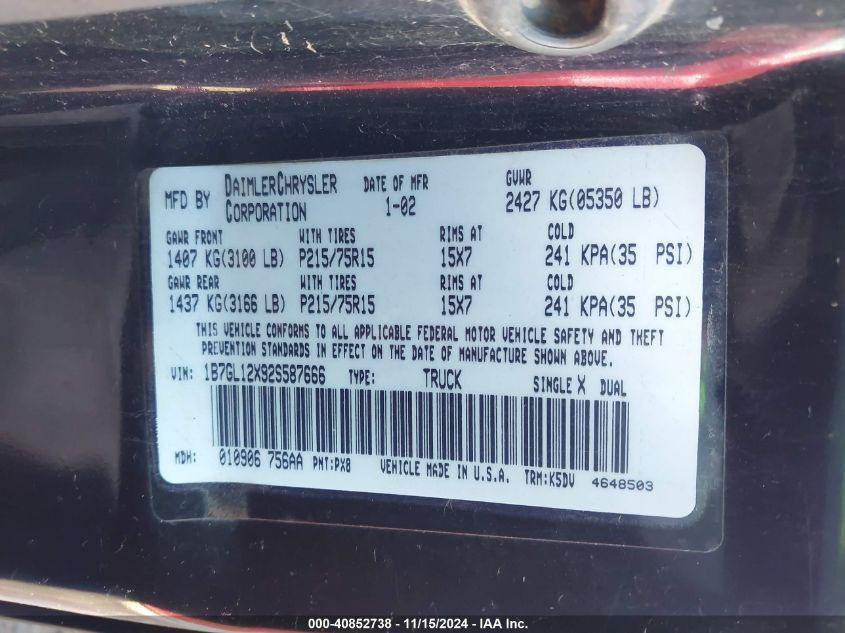 MFD BY DAIMLERCHRYSLER CORPORATION DATE OF MFR 1-02 GVWR 2427 KG(05350 LB)
GAWR FRONT WITH TIRES RIMS AT COLD
1407 KG(3100 LB) P215/75R15 15X7 241 KPA(35 PSI)
GAWR REAR WITH TIRES RIMS AT COLD
1437 KG(3166 LB) P215/75R15 15X7 241 KPA(35 PSI)
THIS VEHICLE CONFORMS TO ALL APPLICABLE FEDERAL MOTOR VEHICLE SAFETY AND THEFT
PREVENTION STANDARDS IN EFFECT ON THE DATE OF MANUFACTURE SHOWN ABOVE.
VIN: 1B7GL12X92S587666 TYPE: TRUCK SINGLE X DUAL
MDH: 010906 756AA PNT:PX8 VEHICLE MADE IN U.S.A. TRM:K5DV 4648503
000-40852738 - 11/15/2024 - IAA Inc.